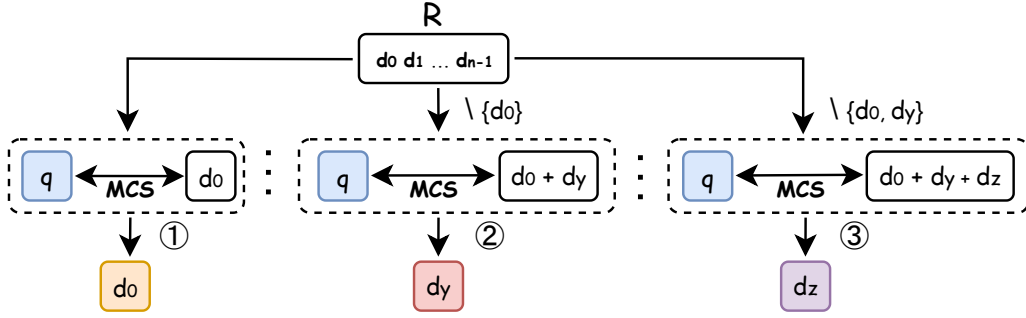 R
d0 d1 ... dn-1
\ {d0}
\ {d0, dy}
q
MCS
d0
:
q
MCS
d0 + dy
:
q
MCS
d0 + dy + dz
①
②
③
d0
dy
dz